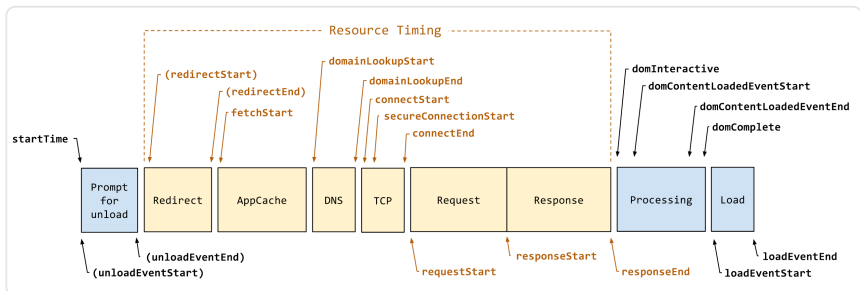 Resource Timing
domainLookupStart
(redirectStart)
domInteractive
domainLookupEnd
domContentLoadedEventStart
(redirectEnd)
connectStart
domContentLoadedEventEnd
fetchStart
secureConnectionStart
domComplete
connectEnd
startTime
Prompt
for
unload
Redirect
AppCache
DNS
TCP
Request
Response
Processing
Load
(unloadEventEnd)
responseStart
loadEventEnd
(unloadEventStart)
requestStart
responseEnd
loadEventStart